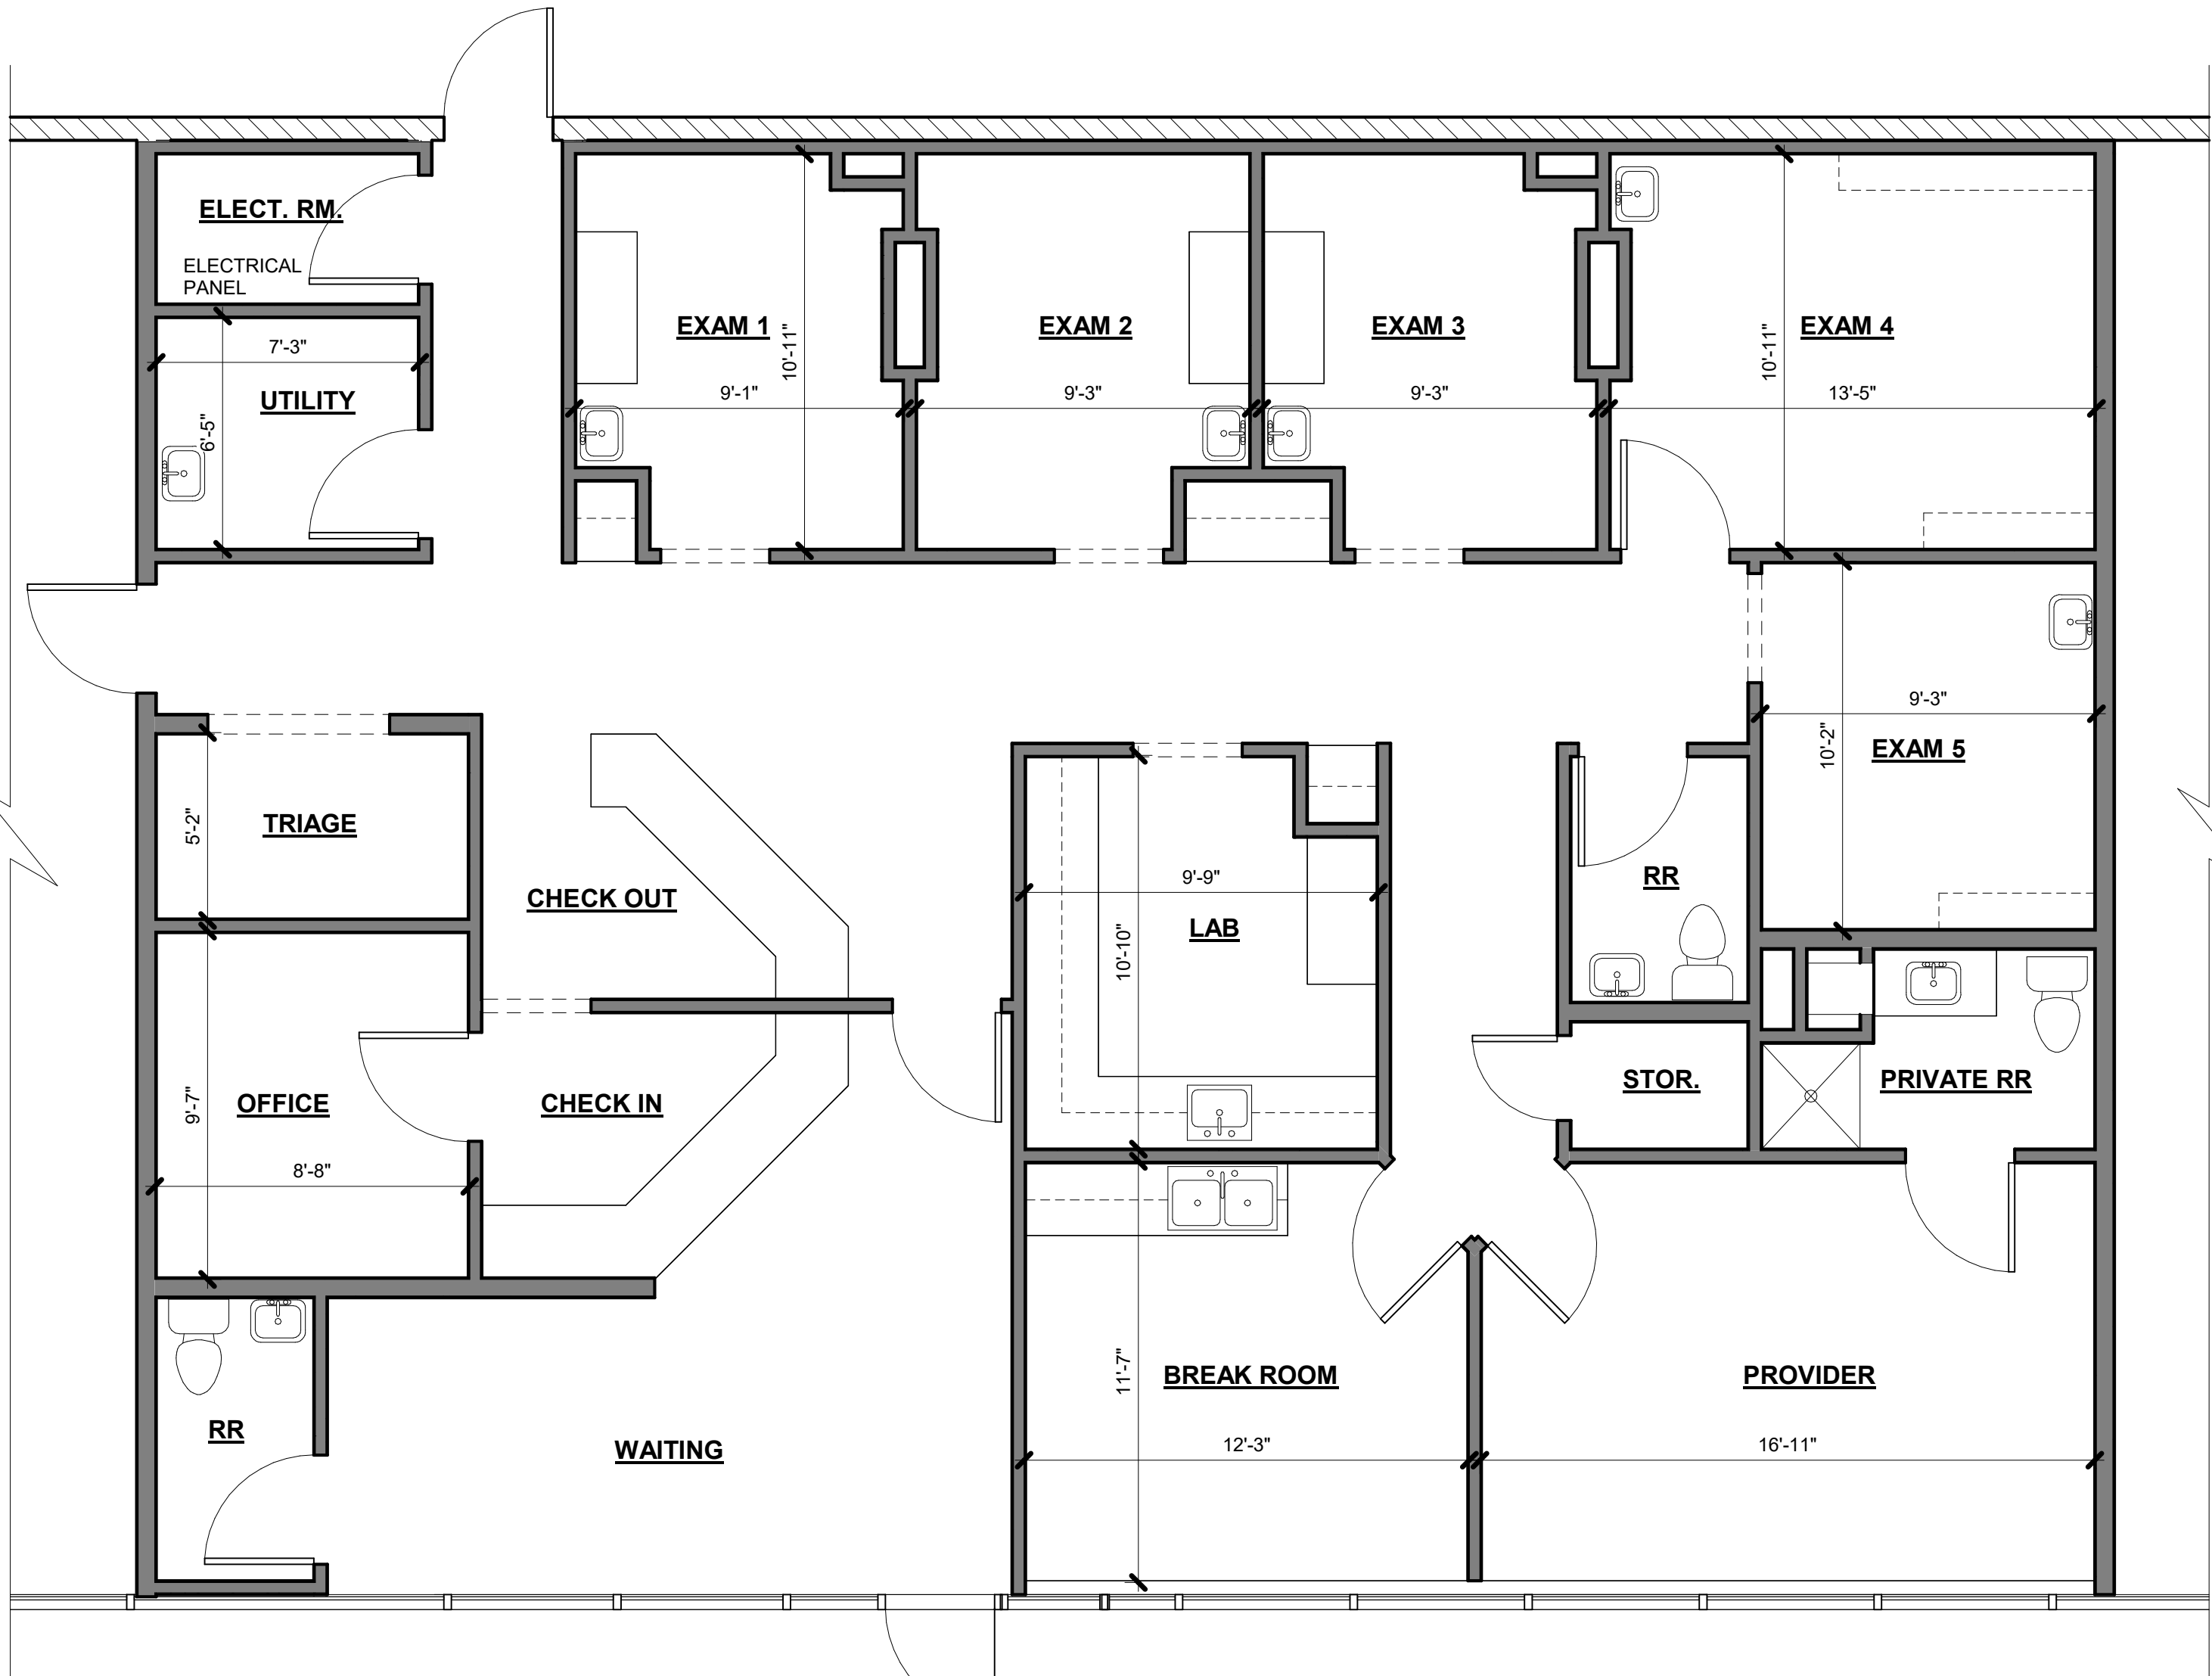 ELECT. RM.
ELECTRICAL
PANEL
7'-3"
UTILITY
6'-5"
EXAM 1
10'-11"
9'-1"
EXAM 2
9'-3"
EXAM 3
9'-3"
EXAM 4
10'-11"
13'-5"
9'-3"
EXAM 5
10'-2"
TRIAGE
5'-2"
CHECK OUT
9'-9"
LAB
10'-10"
RR
OFFICE
9'-7"
8'-8"
CHECK IN
STOR.
PRIVATE RR
RR
WAITING
BREAK ROOM
11'-7"
12'-3"
PROVIDER
16'-11"